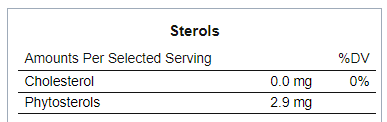 Sterols
Amounts Per Selected Serving %DV
Cholesterol 0.0 mg 0%
Phytosterols 2.9 mg